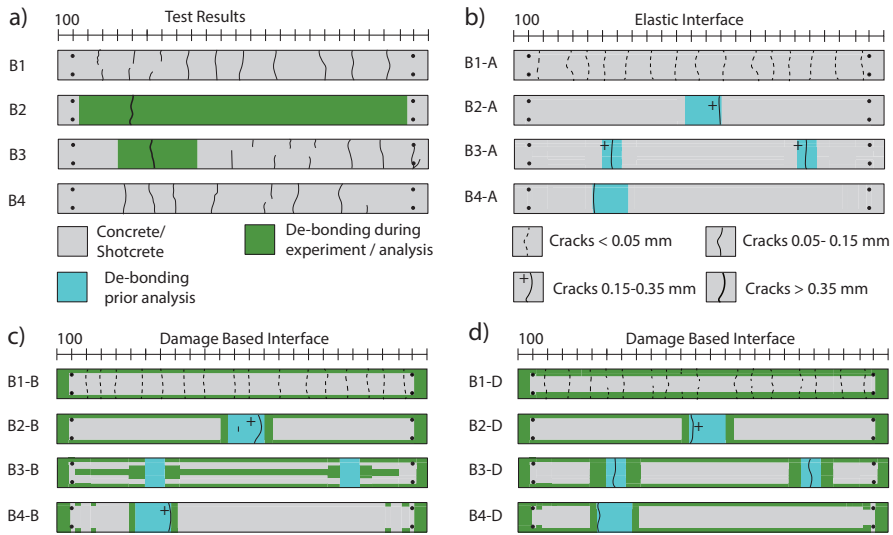 a)
Test Results
100
B1
B2
B3
B4
Concrete/
Shotcrete
De-bonding during
experiment / analysis
De-bonding
prior analysis
b)
Elastic Interface
100
B1-A
B2-A
+
B3-A
+
+
B4-A
Cracks < 0.05 mm
Cracks 0.05- 0.15 mm
+
Cracks 0.15-0.35 mm
Cracks > 0.35 mm
c)
Damage Based Interface
100
B1-B
B2-B
+
B3-B
B4-B
+
d)
Damage Based Interface
100
B1-D
B2-D
+
B3-D
B4-D